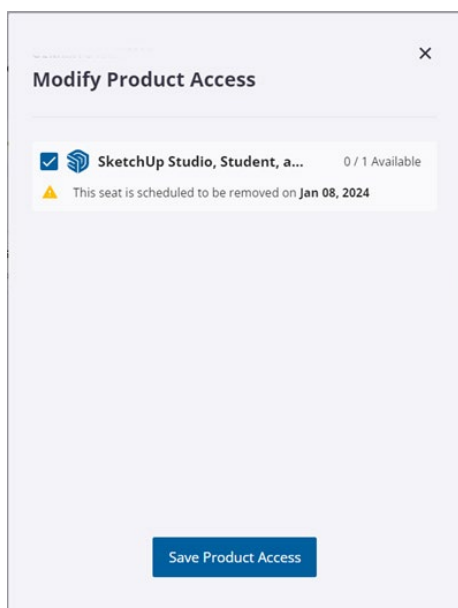 Modify Product Access
SketchUp Studio, Student, a... 0 / 1 Available
This seat is scheduled to be removed on Jan 08, 2024
Save Product Access